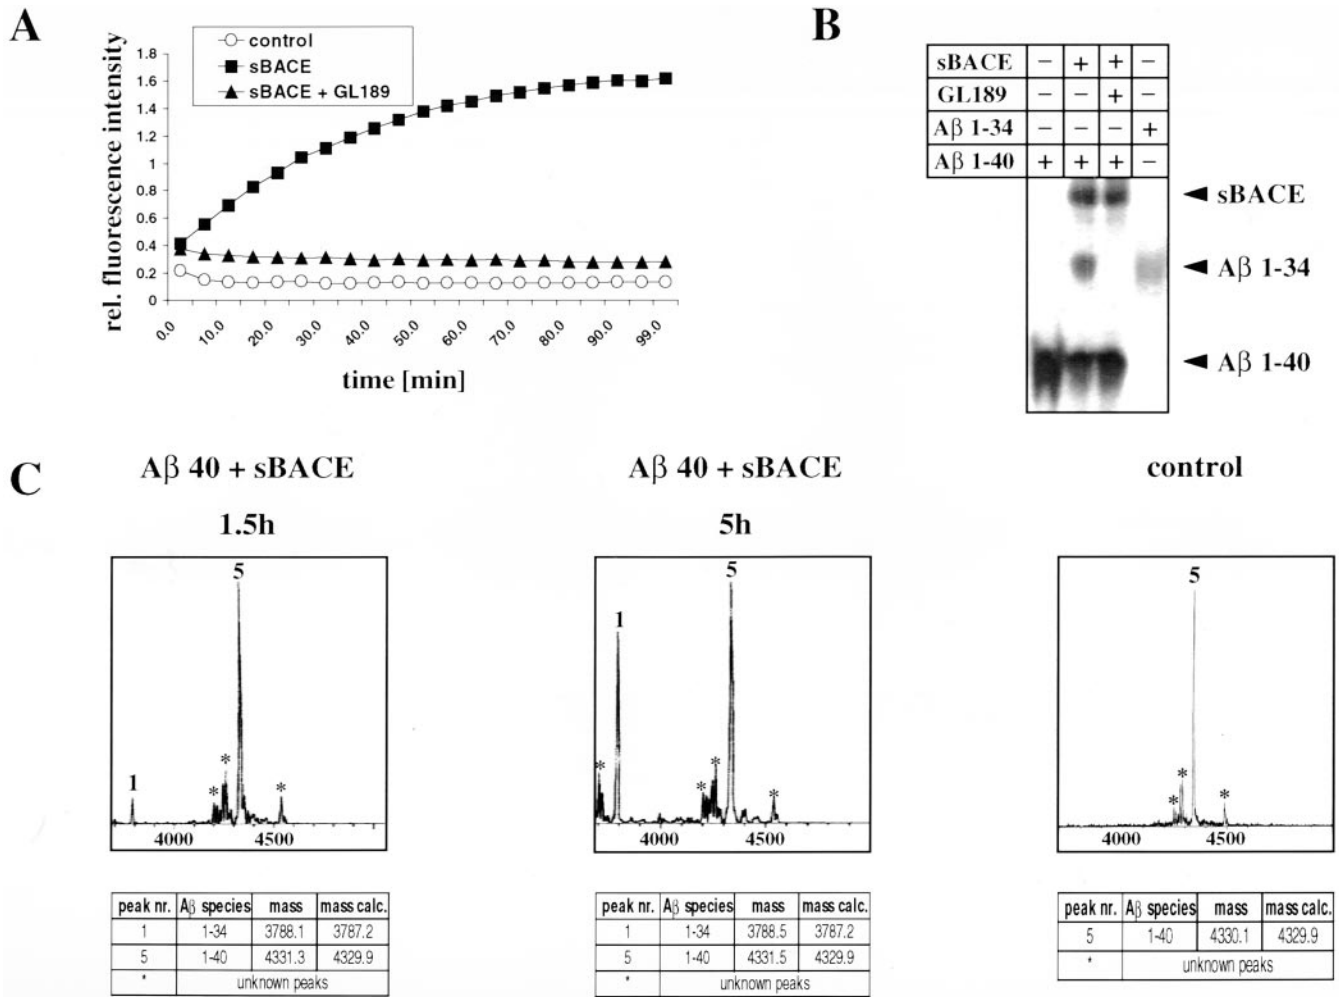 A
control
sBACE
sBACE + GL189
rel. fluorescence intensity
1.8
1.6
1.4
1.2
1
0.8
0.6
0.4
0.2
0
0.0 10.0 20.0 30.0 40.0 50.0 60.0 70.0 80.0 90.0 99.0
time [min]
B
sBACE - + + -
GL189 - - + -
Aβ 1-34 - - - +
Aβ 1-40 + + + -
sBACE
Aβ 1-34
Aβ 1-40
C
Aβ 40 + sBACE
1.5h
5
1
* * *
4000 4500
peak nr. Aβ species mass mass calc.
1 1-34 3788.1 3787.2
5 1-40 4331.3 4329.9
* unknown peaks
Aβ 40 + sBACE
5h
5
1
* * * *
4000 4500
peak nr. Aβ species mass mass calc.
1 1-34 3788.5 3787.2
5 1-40 4331.5 4329.9
* unknown peaks
control
5
* * *
4000 4500
peak nr. Aβ species mass mass calc.
5 1-40 4330.1 4329.9
* unknown peaks